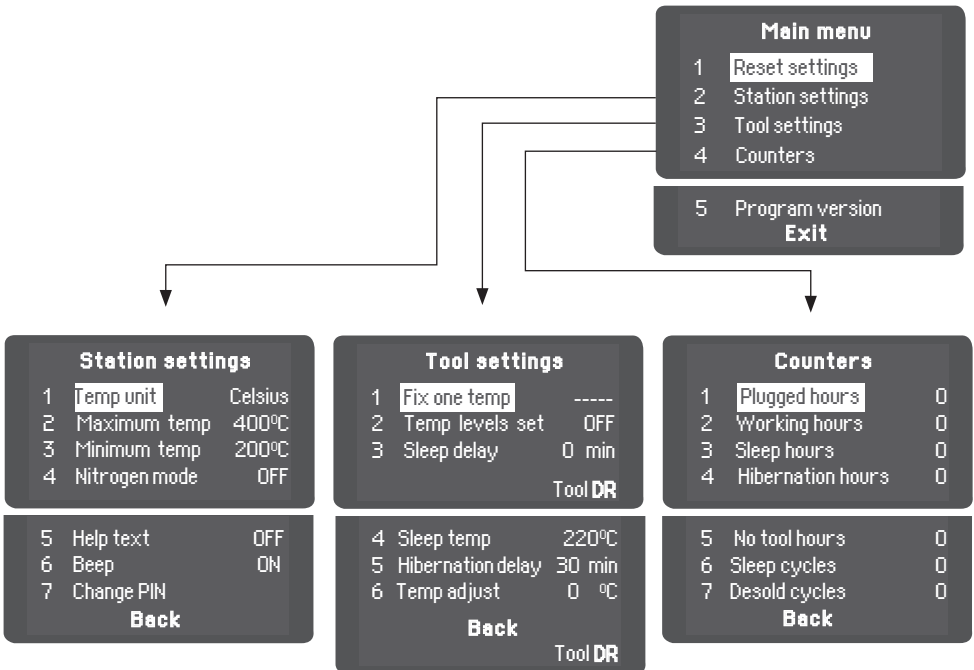 Main menu
1 Reset settings
2 Station settings
3 Tool settings
4 Counters
5 Program version
Exit
Station settings
1 Temp unit Celsius
2 Maximum temp 400ºC
3 Minimum temp 200ºC
4 Nitrogen mode OFF
5 Help text OFF
6 Beep ON
7 Change PIN
Back
Tool settings
1 Fix one temp -----
2 Temp levels set OFF
3 Sleep delay 0 min
Tool DR
4 Sleep temp 220ºC
5 Hibernation delay 30 min
6 Temp adjust 0 ºC
Back
Tool DR
Counters
1 Plugged hours 0
2 Working hours 0
3 Sleep hours 0
4 Hibernation hours 0
5 No tool hours 0
6 Sleep cycles 0
7 Desold cycles 0
Back